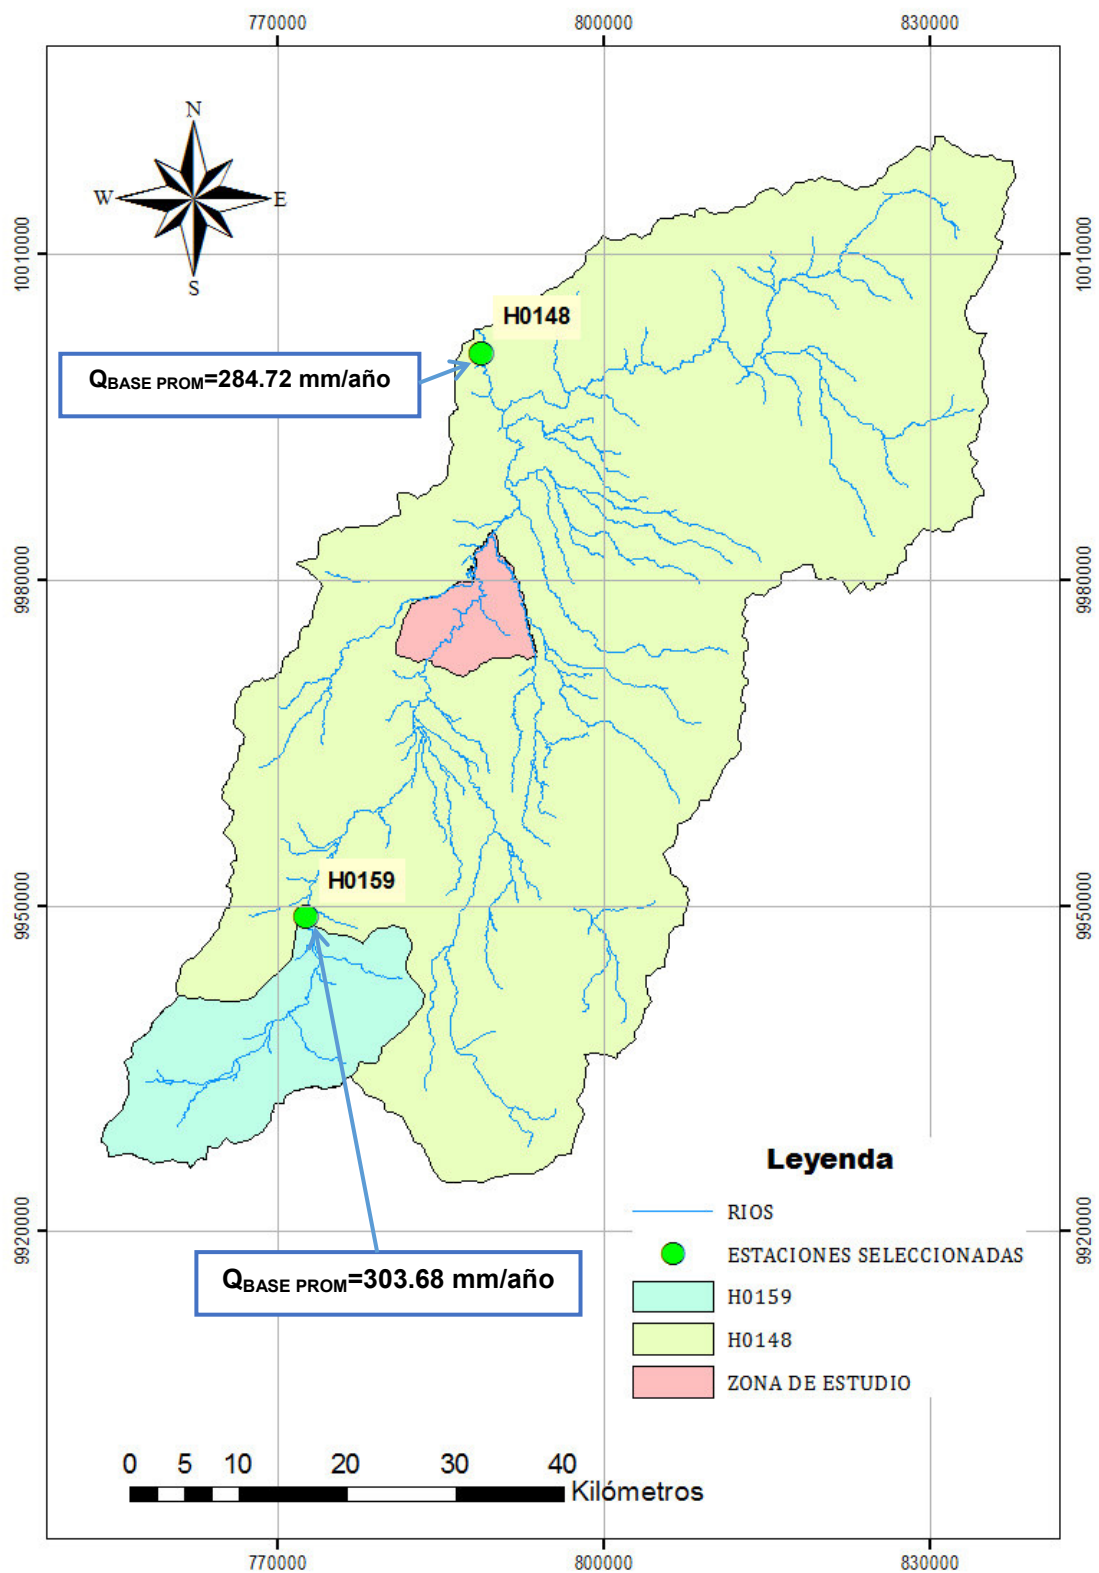 770000
800000
830000
N
W
E
S
10010000
10010000
H0148
Q_BASE PROM=284.72 mm/año
9980000
9980000
H0159
9950000
9950000
Leyenda
RIOS
9920000
9920000
ESTACIONES SELECCIONADAS
Q_BASE PROM=303.68 mm/año
H0159
H0148
ZONA DE ESTUDIO
0 5 10 20 30 40
Kilómetros
770000
800000
830000